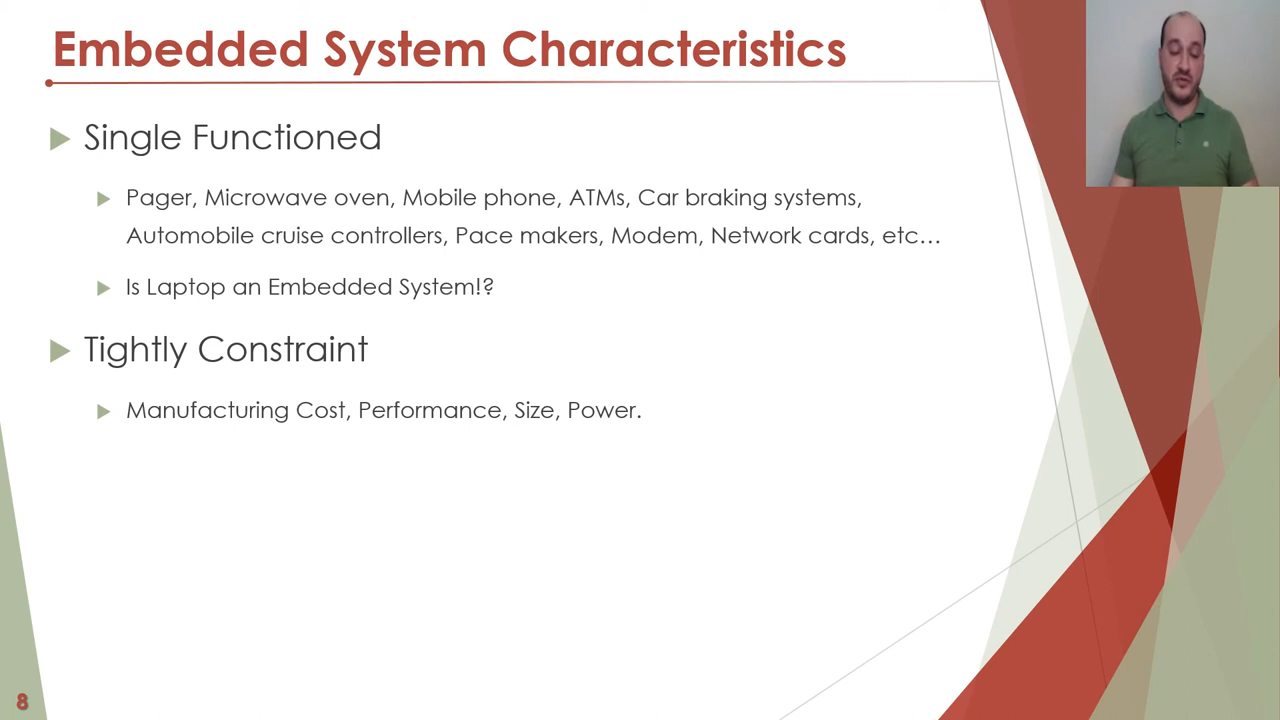 Embedded System Characteristics
Single Functioned
Pager, Microwave oven, Mobile phone, ATMs, Car braking systems,
Automobile cruise controllers, Pace makers, Modem, Network cards, etc…
Is Laptop an Embedded System!?
Tightly Constraint
Manufacturing Cost, Performance, Size, Power.
8